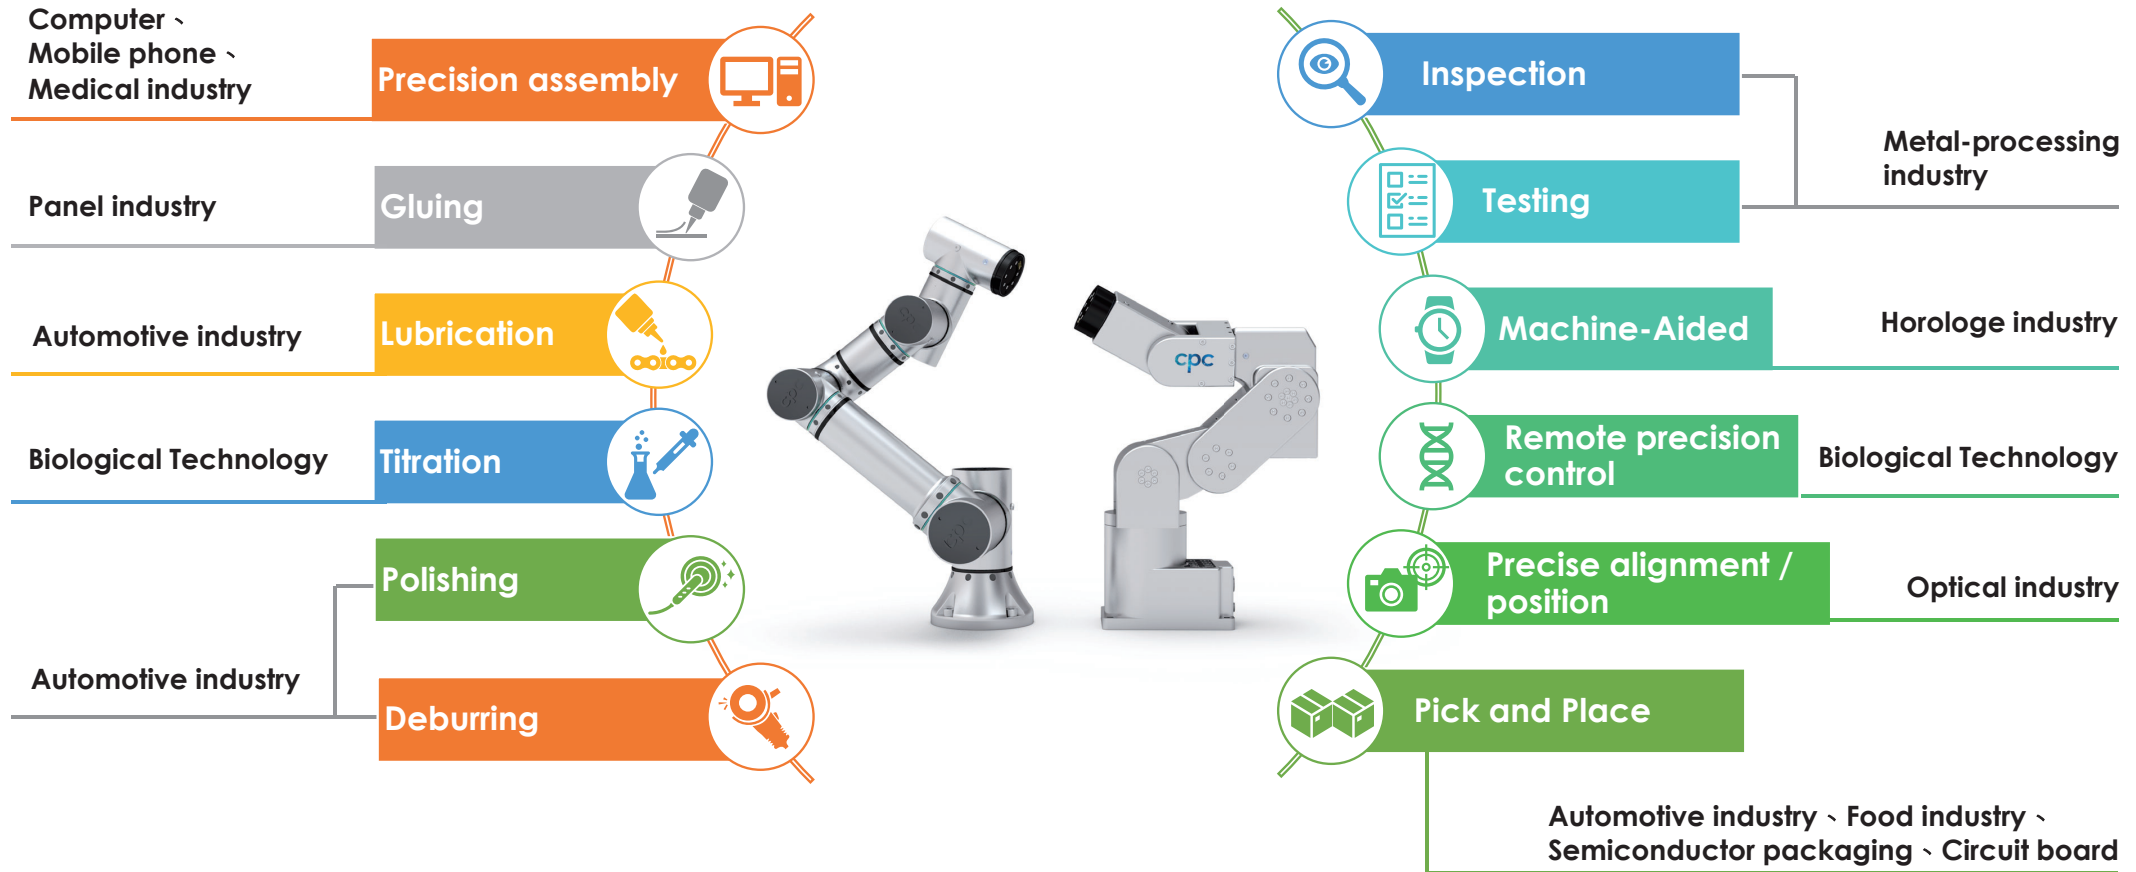 Computer、
Mobile phone、
Medical industry
Precision assembly
Panel industry
Gluing
Automotive industry
Lubrication
Biological Technology
Titration
Polishing
Automotive industry
Deburring
cpc
cpc
Inspection
Testing
Metal-processing
industry
Machine-Aided
Horologe industry
Remote precision
control
Biological Technology
Precise alignment /
position
Optical industry
Pick and Place
Automotive industry、Food industry、
Semiconductor packaging、Circuit board